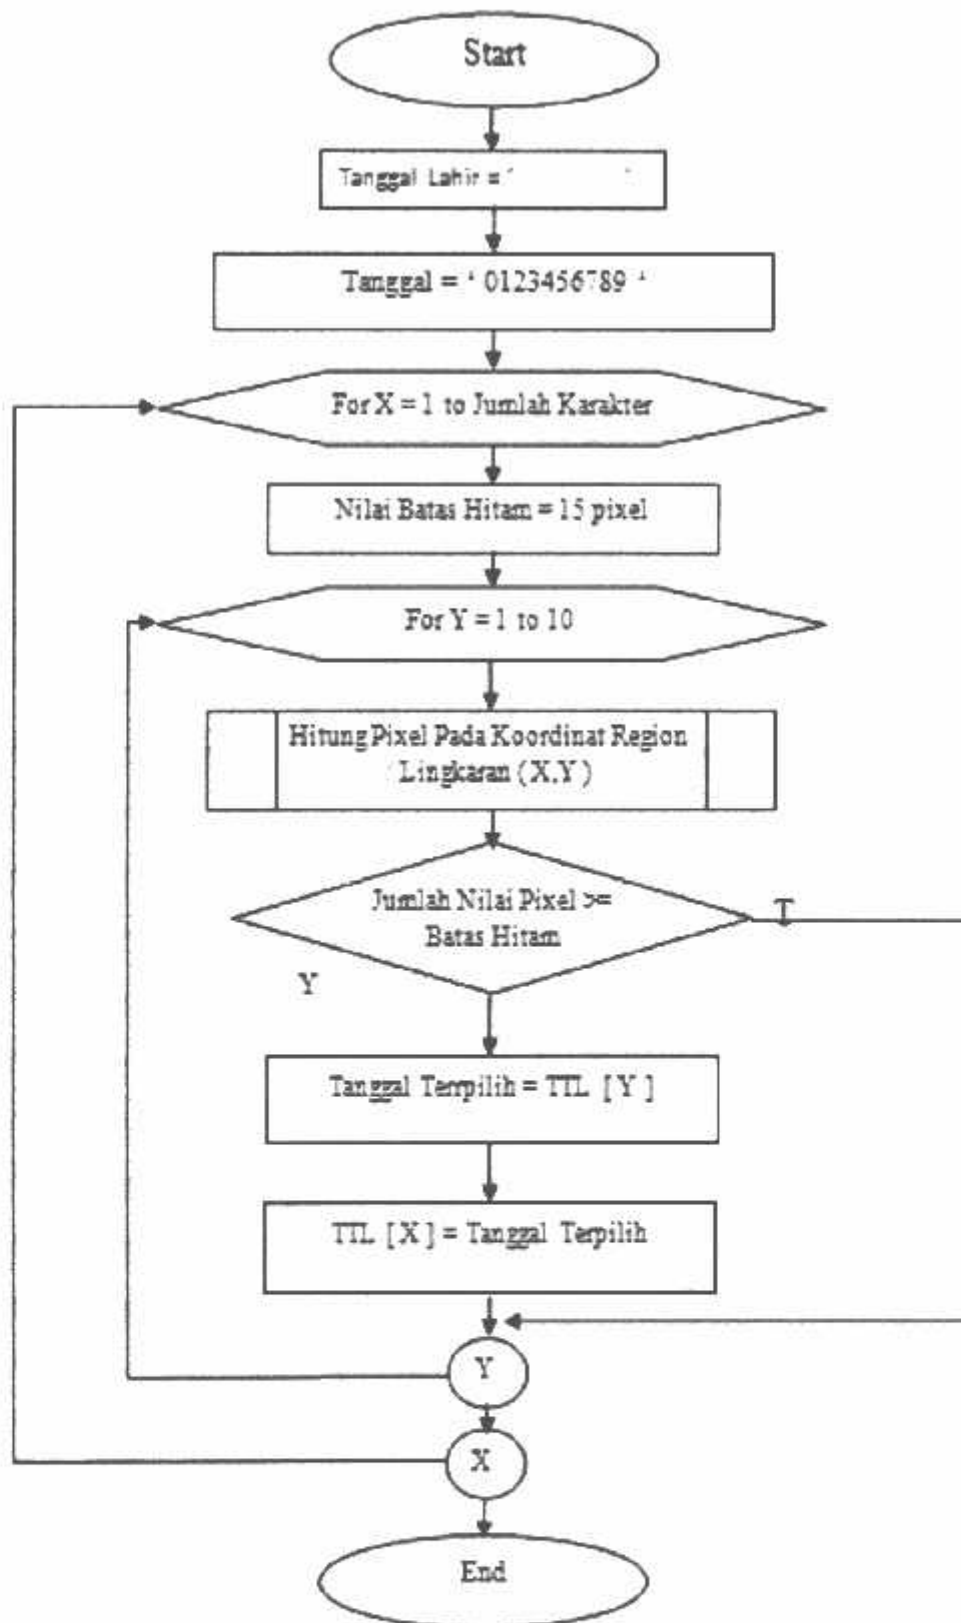 Start
Tanggal Lahir = ' '
Tanggal = ' 0123456789 '
For X = 1 to Jumlah Karakter
Nilai Batas Hitam = 15 pixel
For Y = 1 to 10
Hitung Pixel Pada Koordinat Region
Lingkaran ( X,Y )
Jumlah Nilai Pixel >=
Batas Hitam
T
Y
Tanggal Terrpilih = TTL [ Y ]
TTL [ X ] = Tanggal Terpilih
Y
X
End